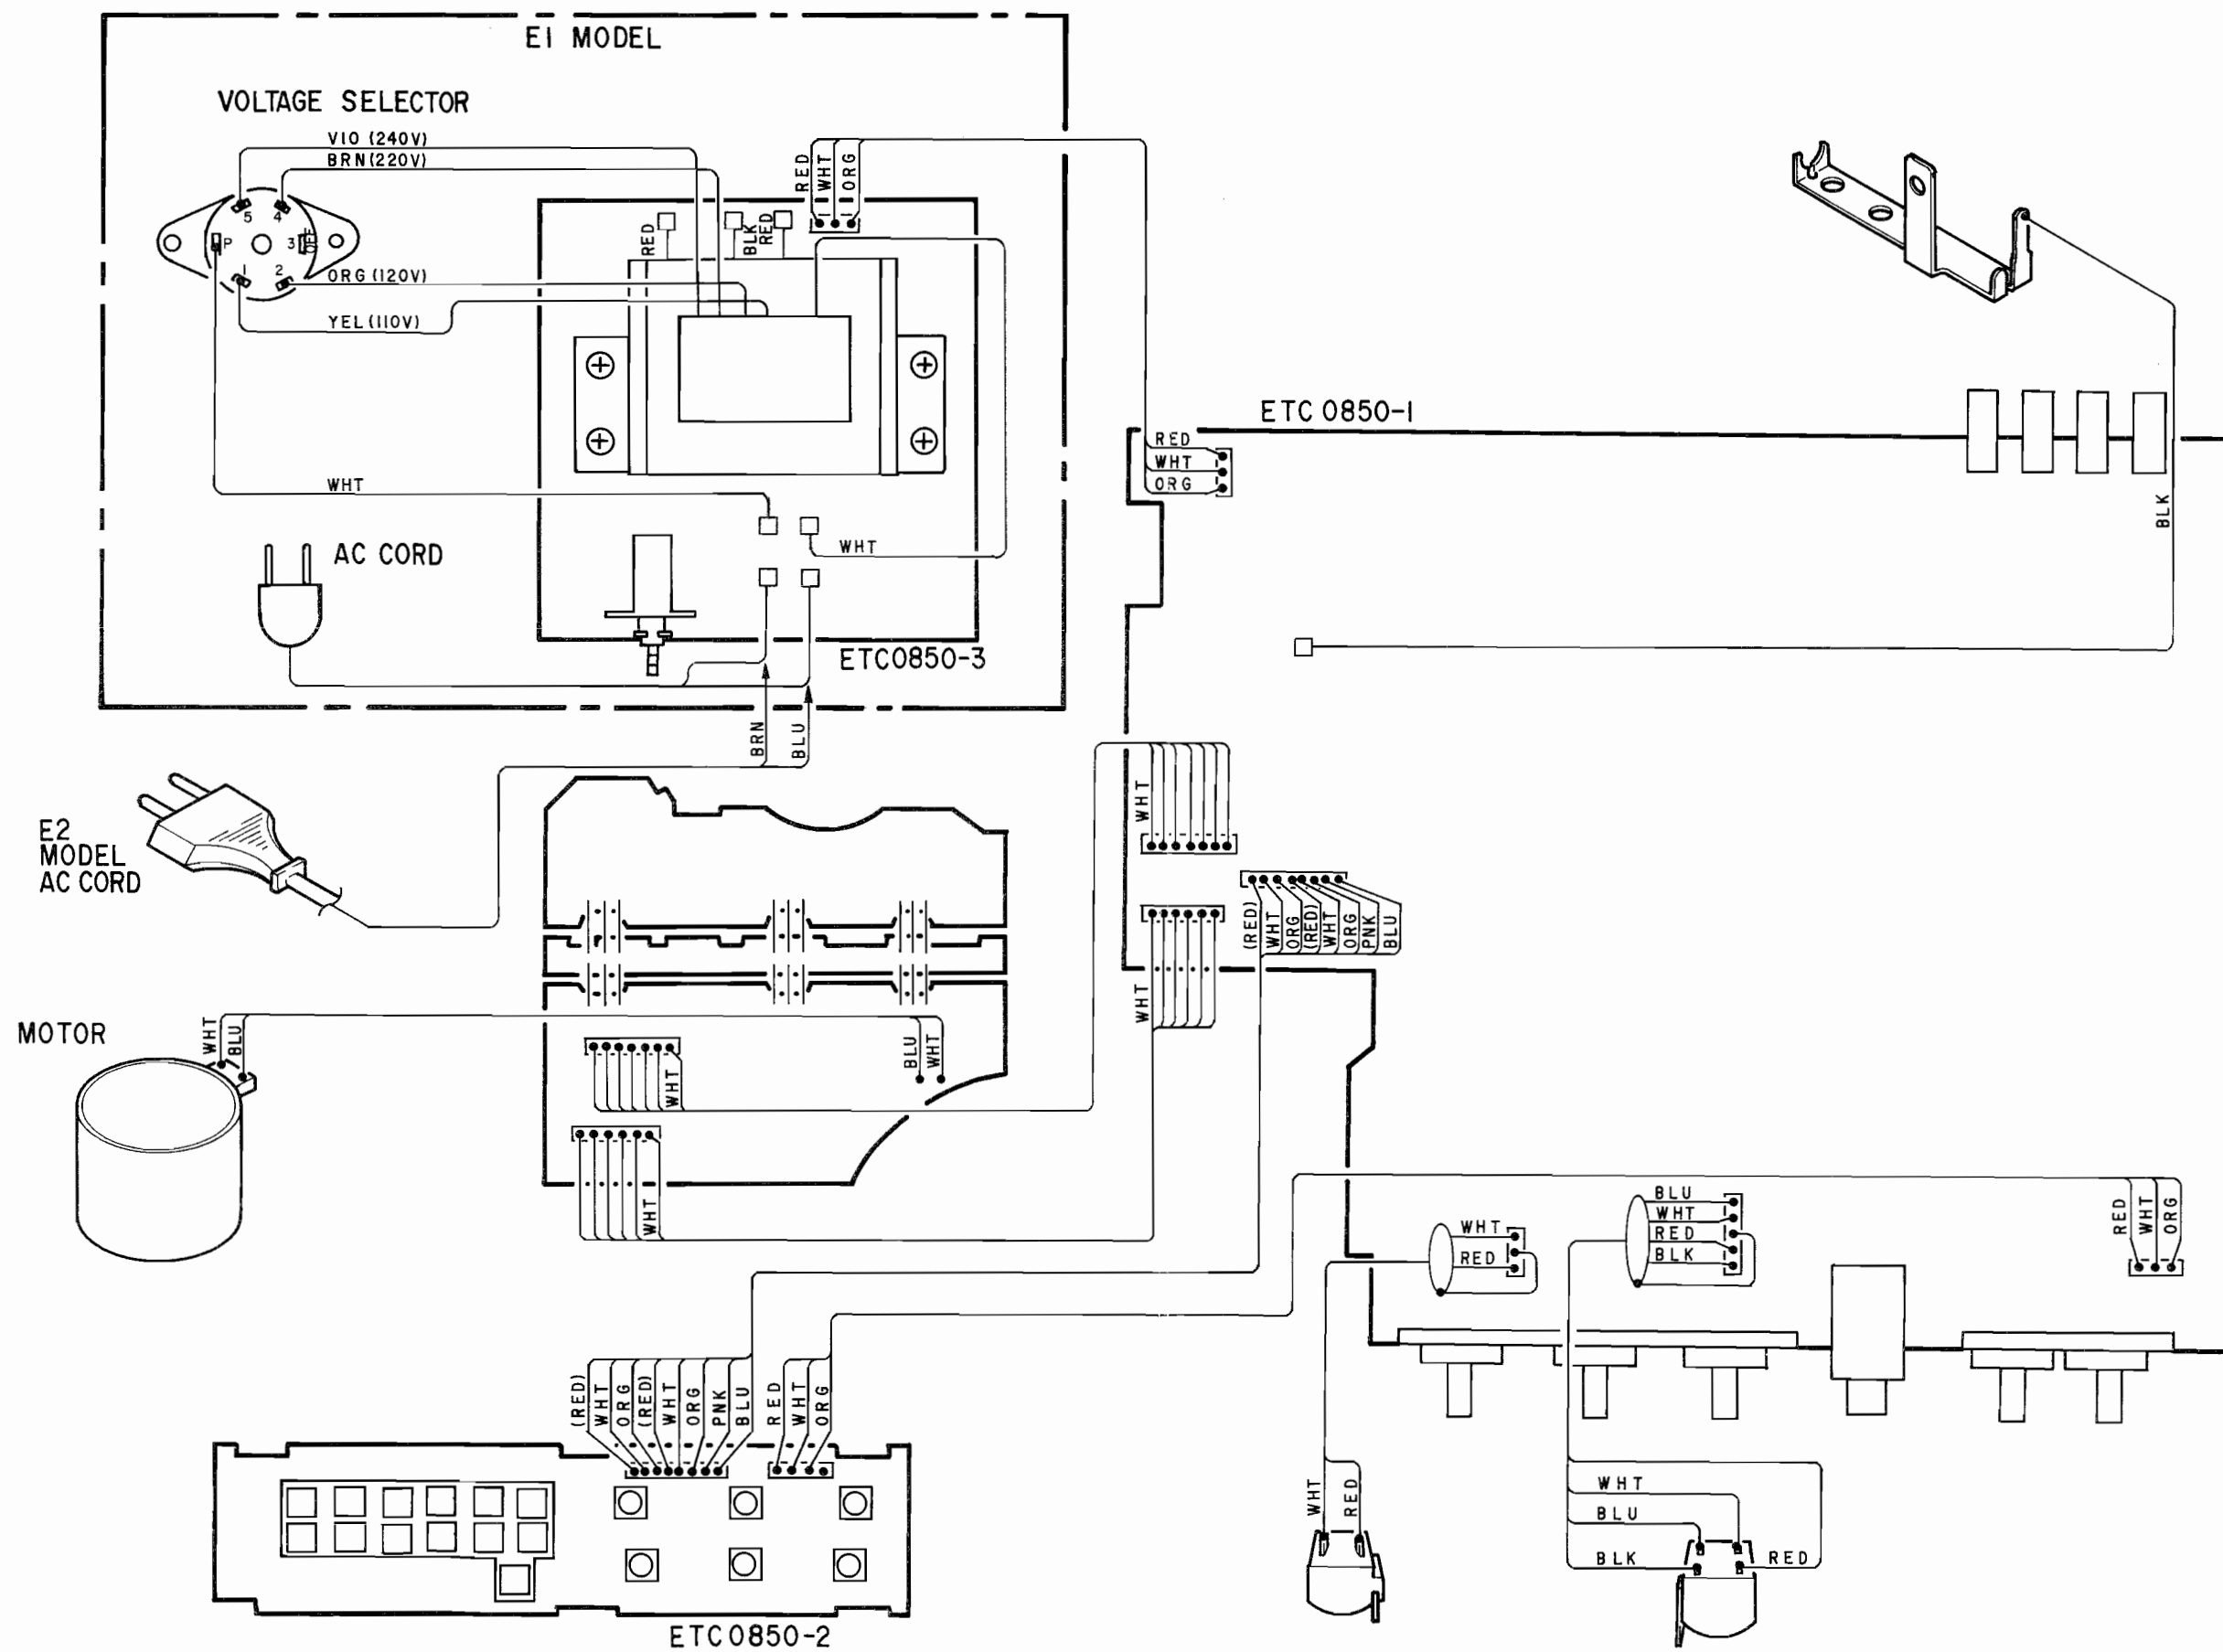 E1 MODEL
VOLTAGE SELECTOR
VIO (240V)
BRN (220V)
5
4
P
3
OFF
1
2
ORG (120V)
YEL (110V)
RED
BLK
RED
RED
WHT
ORG
WHT
WHT
AC CORD
ETC0850-3
BRN
BLU
ETC 0850-1
RED
WHT
ORG
BLK
E2
MODEL
AC CORD
WHT
(RED)
WHT
ORG
(RED)
WHT
ORG
PNK
BLU
WHT
MOTOR
WHT
BLU
BLU
WHT
WHT
WHT
BLU
WHT
RED
BLK
WHT
RED
RED
WHT
ORG
(RED)
WHT
ORG
(RED)
WHT
ORG
PNK
BLU
RED
WHT
ORG
WHT
RED
WHT
BLU
BLK
RED
ETC0850-2